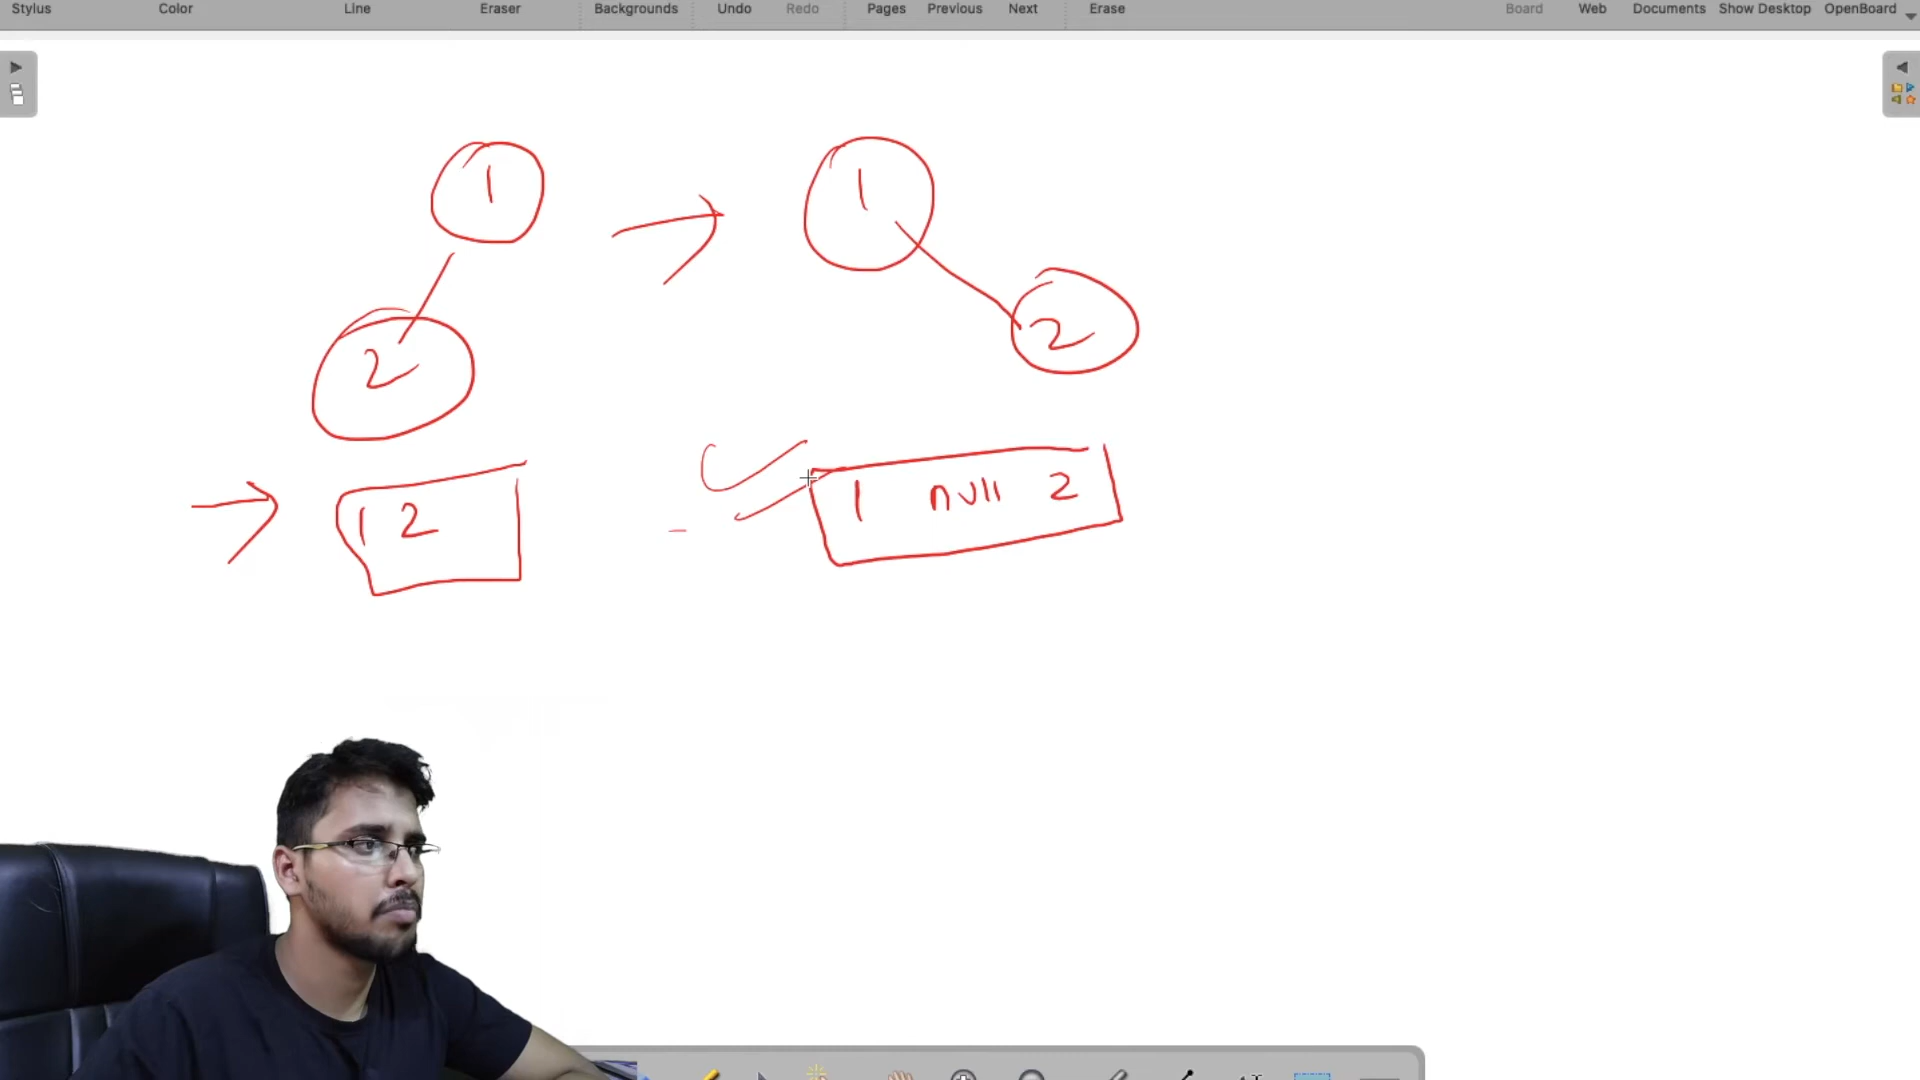 Stylus Color Line Eraser Backgrounds Undo Redo Pages Previous Next Erase Board Web Documents Show Desktop OpenBoard
1 1
2 2
1 2 1 null 2